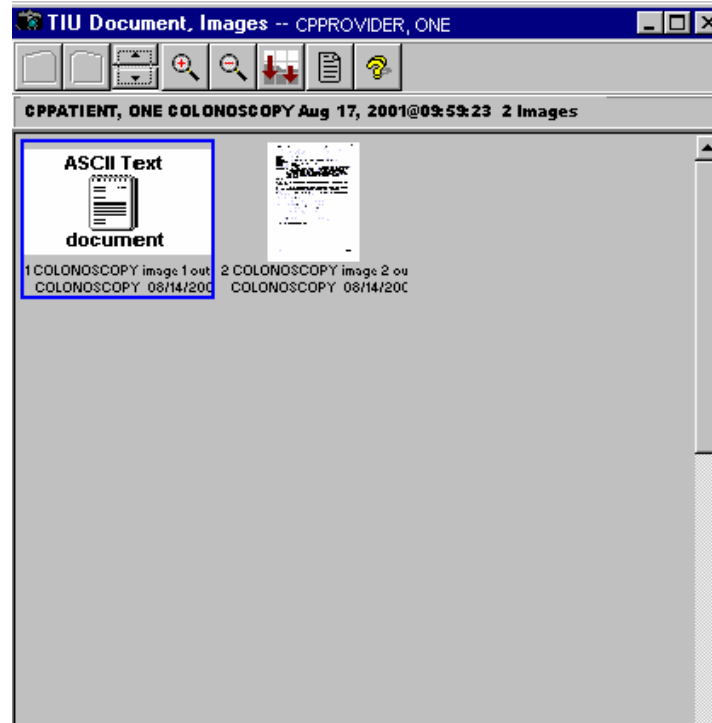 TIU Document, Images -- CPPROVIDER, ONE
CPPATIENT, ONE COLONOSCOPY Aug 17, 2001@09:59:23 2 Images
ASCII Text
document
1 COLONOSCOPY image 1 out
COLONOSCOPY 08/14/200
2 COLONOSCOPY image 2 ou
COLONOSCOPY 08/14/200